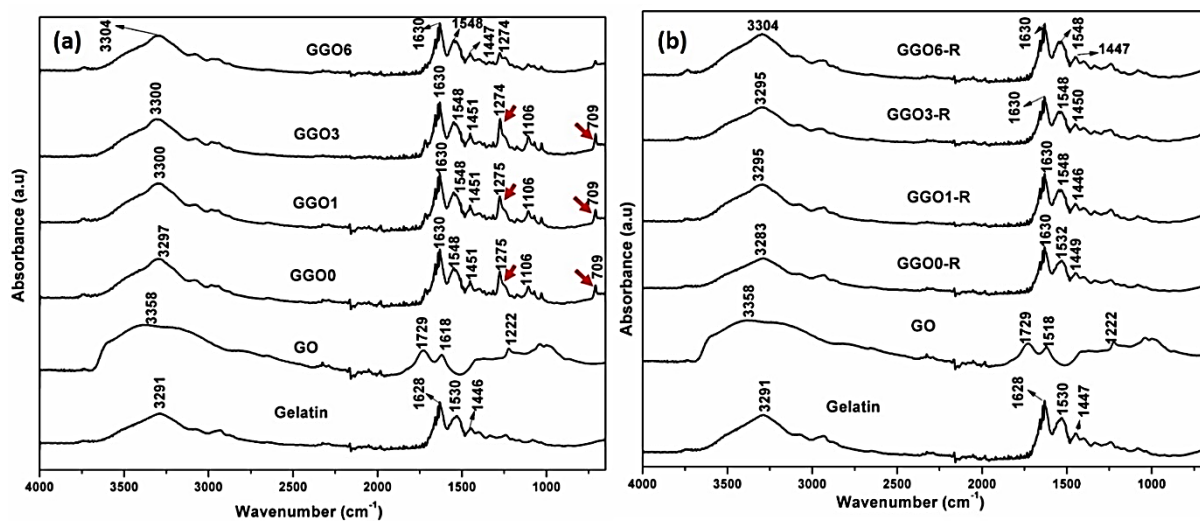 (a)
3304
GGO6
1630
1548
1447
1274
3300
GGO3
1630
1548
1451
1274
1106
709
3300
GGO1
1630
1548
1451
1275
1106
709
3297
GGO0
1630
1548
1451
1275
1106
709
3358
GO
1729
1618
1222
3291
Gelatin
1628
1530
1446
Absorbance (a.u)
4000 3500 3000 2500 2000 1500 1000
Wavenumber (cm⁻¹)
(b)
3304
GGO6-R
1630
1548
1447
3295
GGO3-R
1630
1548
1450
3295
GGO1-R
1630
1548
1446
3283
GGO0-R
1630
1532
1449
3358
GO
1729
1518
1222
3291
Gelatin
1628
1530
1447
Absorbance (a.u)
4000 3500 3000 2500 2000 1500 1000
Wavenumber (cm⁻¹)